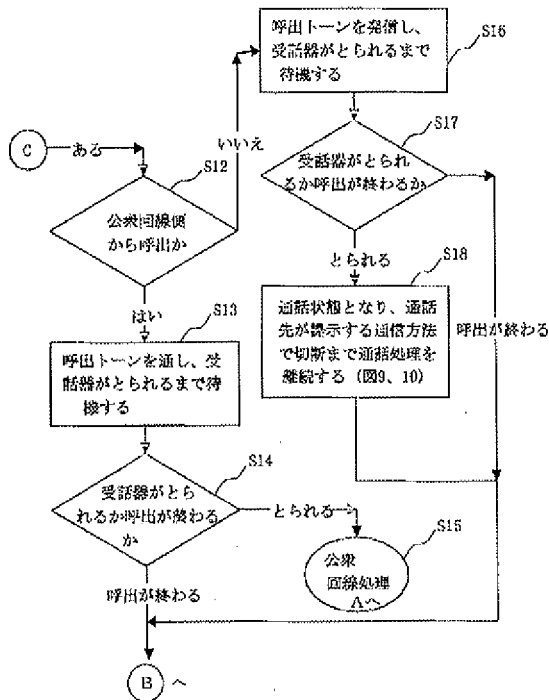 呼出トーンを発信し、
受話器がとられるまで
待機する
S16
C
ある
いいえ
S12
公衆回線側
から呼出か
S17
受話器がとられ
るか呼出が終わるか
はい
とられる
S13
呼出トーンを通し、受
話器がとられるまで待
機する
S18
通話状態となり、通話
先が提示する通信方法
で切断まで通話処理を
継続する(図9、10)
呼出が終わる
S14
受話器がとら
れるか呼出が終わる
か
とられる
S15
公衆
回線処理
Aへ
呼出が終わる
B へ